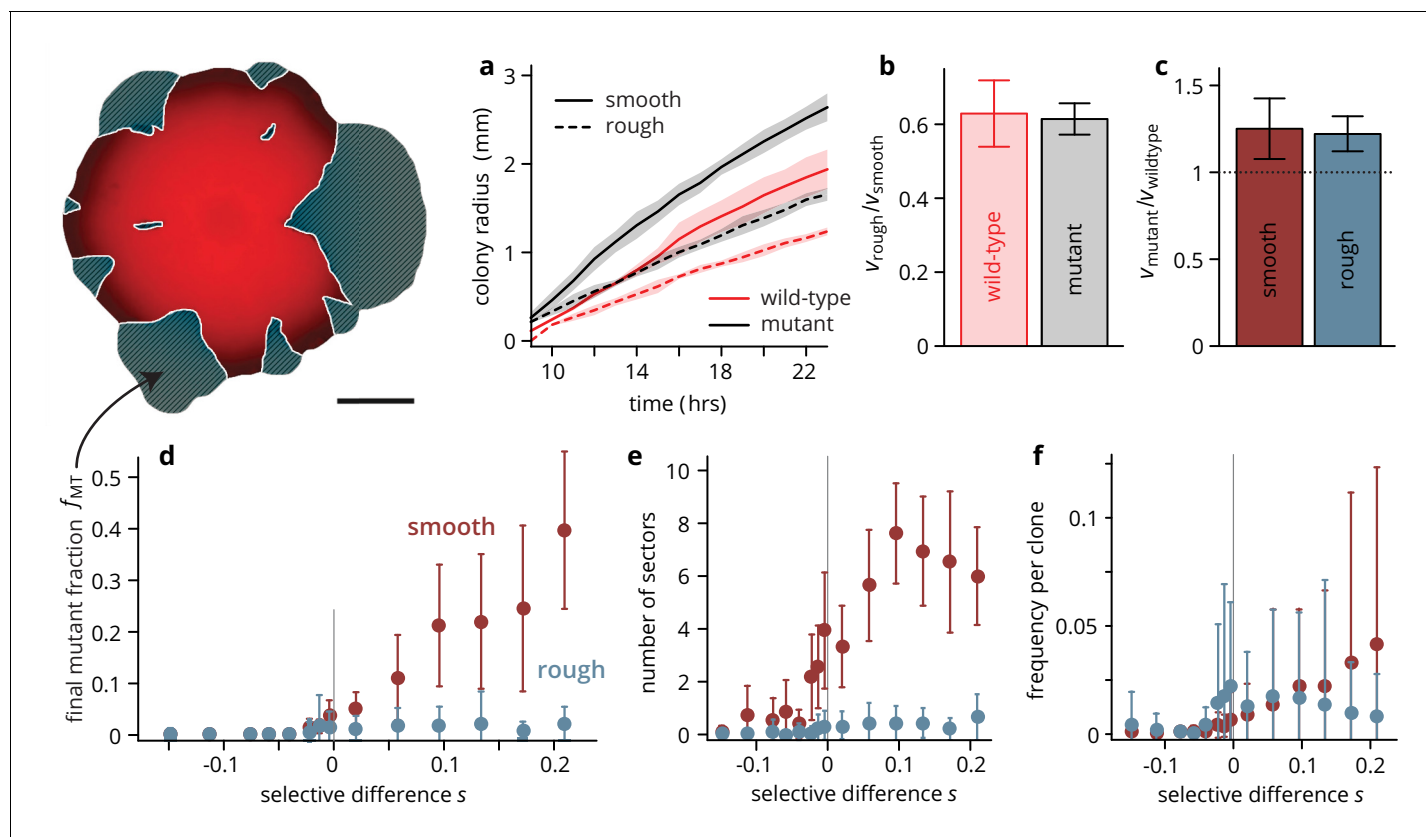 a
3
2
1
0
colony radius (mm)
smooth
rough
wild-type
mutant
10
14
18
22
time (hrs)
b
0.6
0.4
0.2
0
v_rough/v_smooth
wild-type
mutant
c
1.5
1
0.5
0
v_mutant/v_wildtype
smooth
rough
d
0.5
0.4
0.3
0.2
0.1
0
final mutant fraction f_MT
smooth
rough
-0.1
0
0.1
0.2
selective difference s
e
10
8
6
4
2
0
number of sectors
-0.1
0
0.1
0.2
selective difference s
f
0.1
0.05
0
frequency per clone
-0.1
0
0.1
0.2
selective difference s